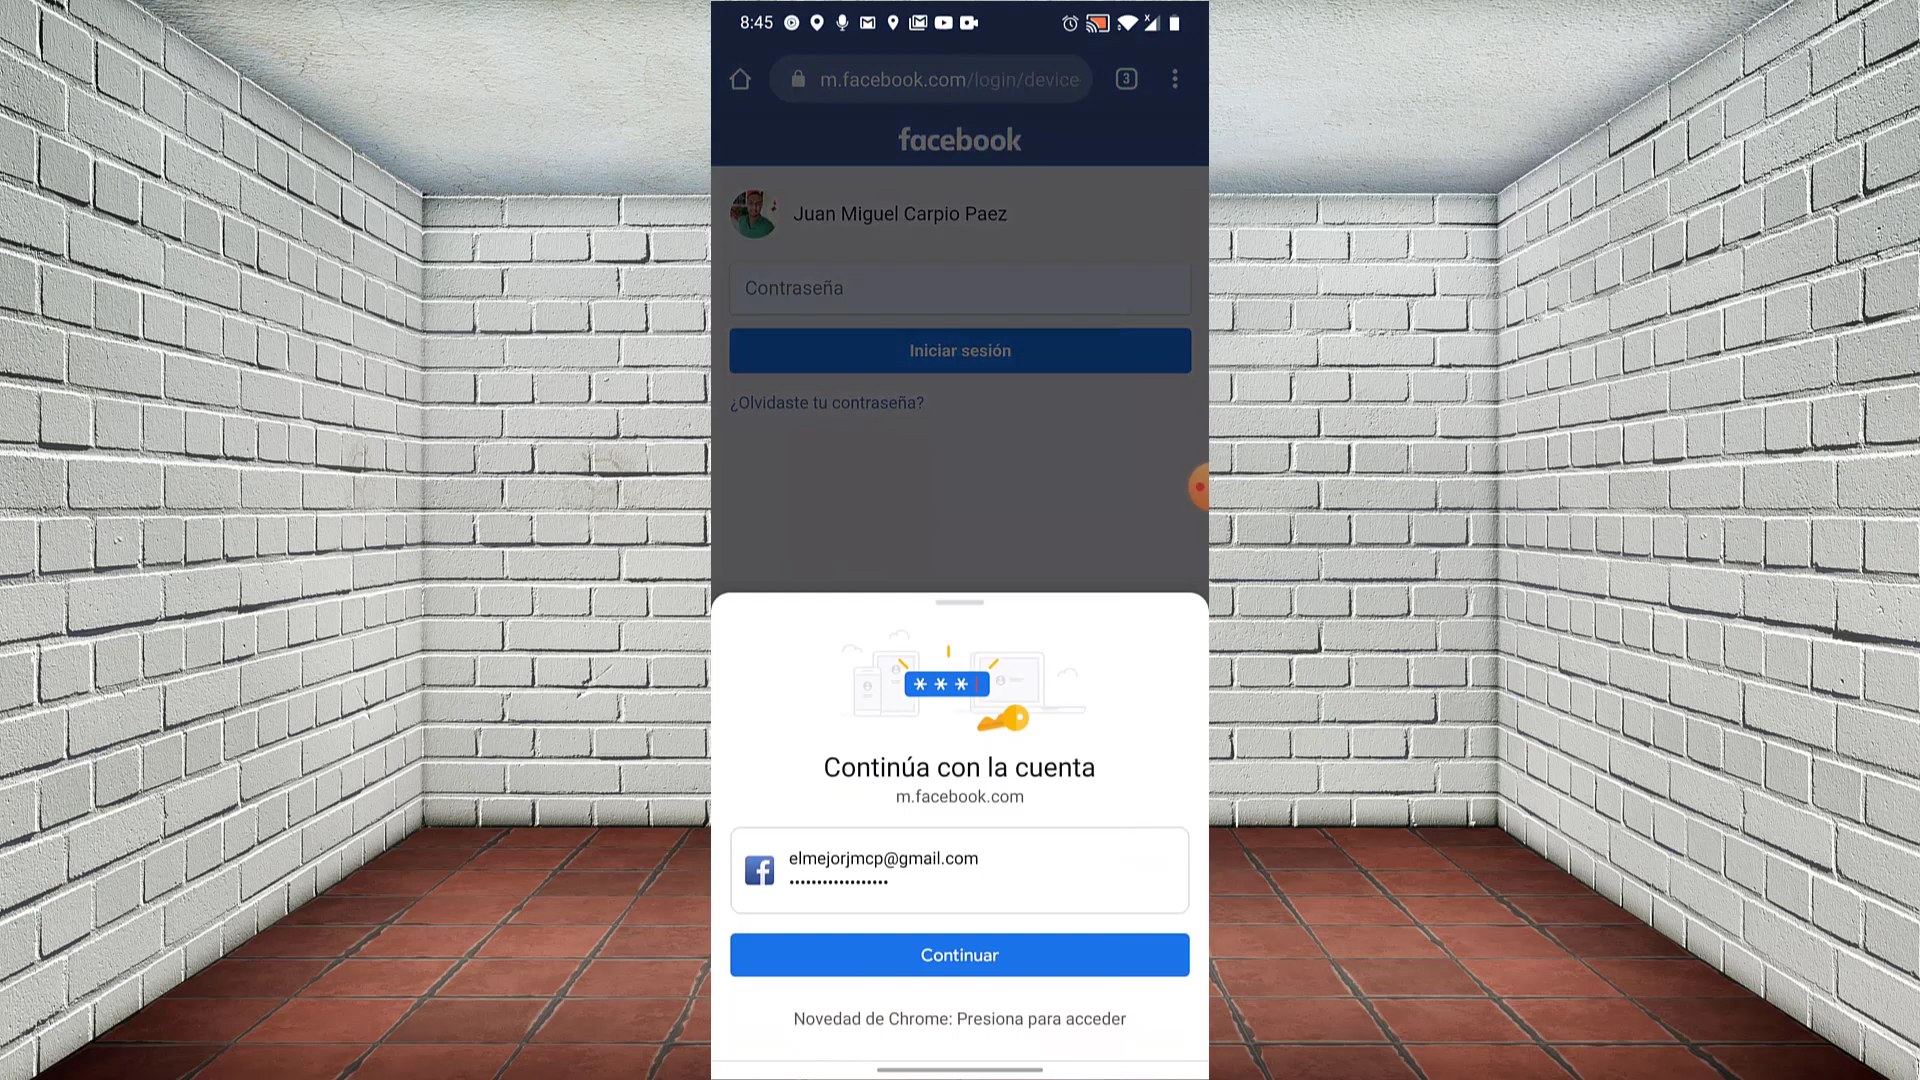 8:45
m.facebook.com/login/device
3
facebook
Juan Miguel Carpio Paez
Contraseña
Iniciar sesión
¿Olvidaste tu contraseña?
***
Continúa con la cuenta
m.facebook.com
elmejorjmcp@gmail.com
••••••••••••••••••
Continuar
Novedad de Chrome: Presiona para acceder